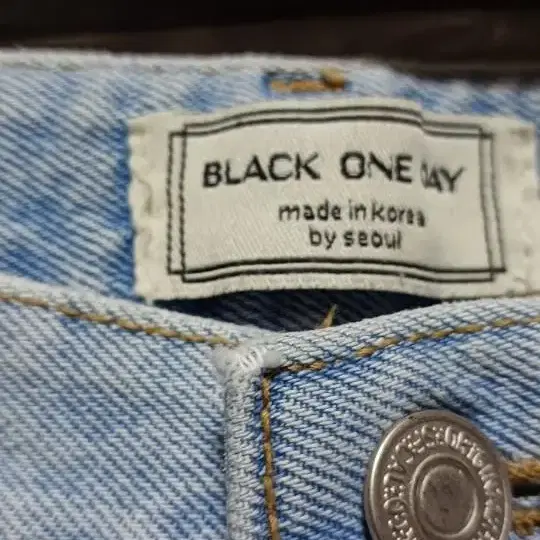 BLACK ONE DAY
made in korea
by seoul